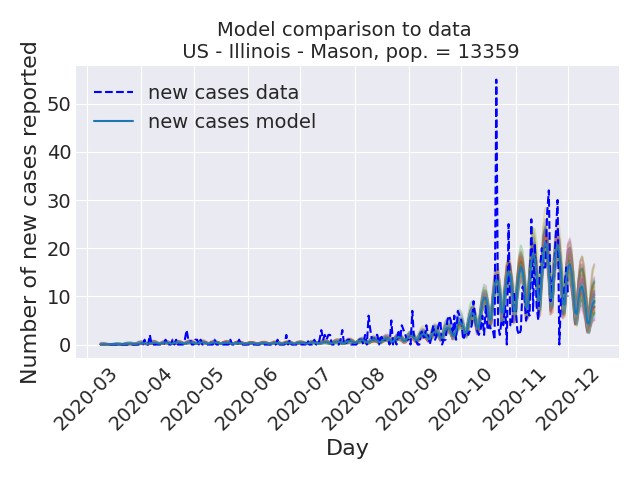 Model comparison to data
US - Illinois - Mason, pop. = 13359
Number of new cases reported
new cases data
new cases model
50
40
30
20
10
0
2020-03
2020-04
2020-05
2020-06
2020-07
2020-08
2020-09
2020-10
2020-11
2020-12
Day